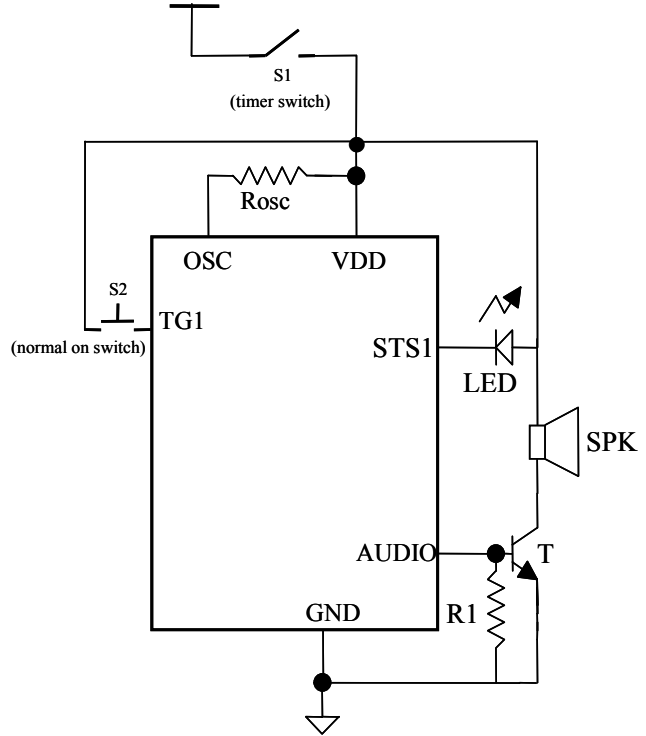 S1
(timer switch)
Rosc
OSC
VDD
S2
TG1
(normal on switch)
STS1
LED
SPK
AUDIO
T
GND
R1